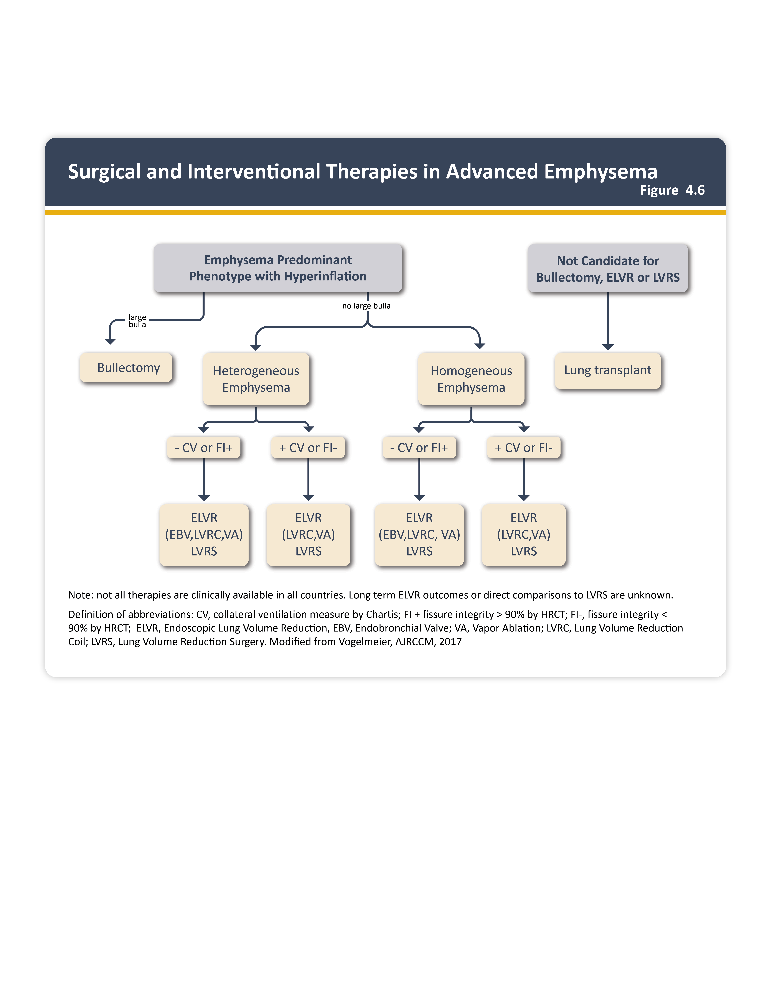 Surgical and Interventional Therapies in Advanced Emphysema
Figure 4.6
Emphysema Predominant
Phenotype with Hyperinflation
Not Candidate for
Bullectomy, ELVR or LVRS
large
bulla
no large bulla
Bullectomy
Heterogeneous
Emphysema
Homogeneous
Emphysema
Lung transplant
- CV or FI+
+ CV or FI-
- CV or FI+
+ CV or FI-
ELVR
(EBV,LVRC,VA)
LVRS
ELVR
(LVRC,VA)
LVRS
ELVR
(EBV,LVRC, VA)
LVRS
ELVR
(LVRC,VA)
LVRS
Note: not all therapies are clinically available in all countries. Long term ELVR outcomes or direct comparisons to LVRS are unknown.
Definition of abbreviations: CV, collateral ventilation measure by Chartis; FI + fissure integrity > 90% by HRCT; FI-, fissure integrity <
90% by HRCT; ELVR, Endoscopic Lung Volume Reduction, EBV, Endobronchial Valve; VA, Vapor Ablation; LVRC, Lung Volume Reduction
Coil; LVRS, Lung Volume Reduction Surgery. Modified from Vogelmeier, AJRCCM, 2017